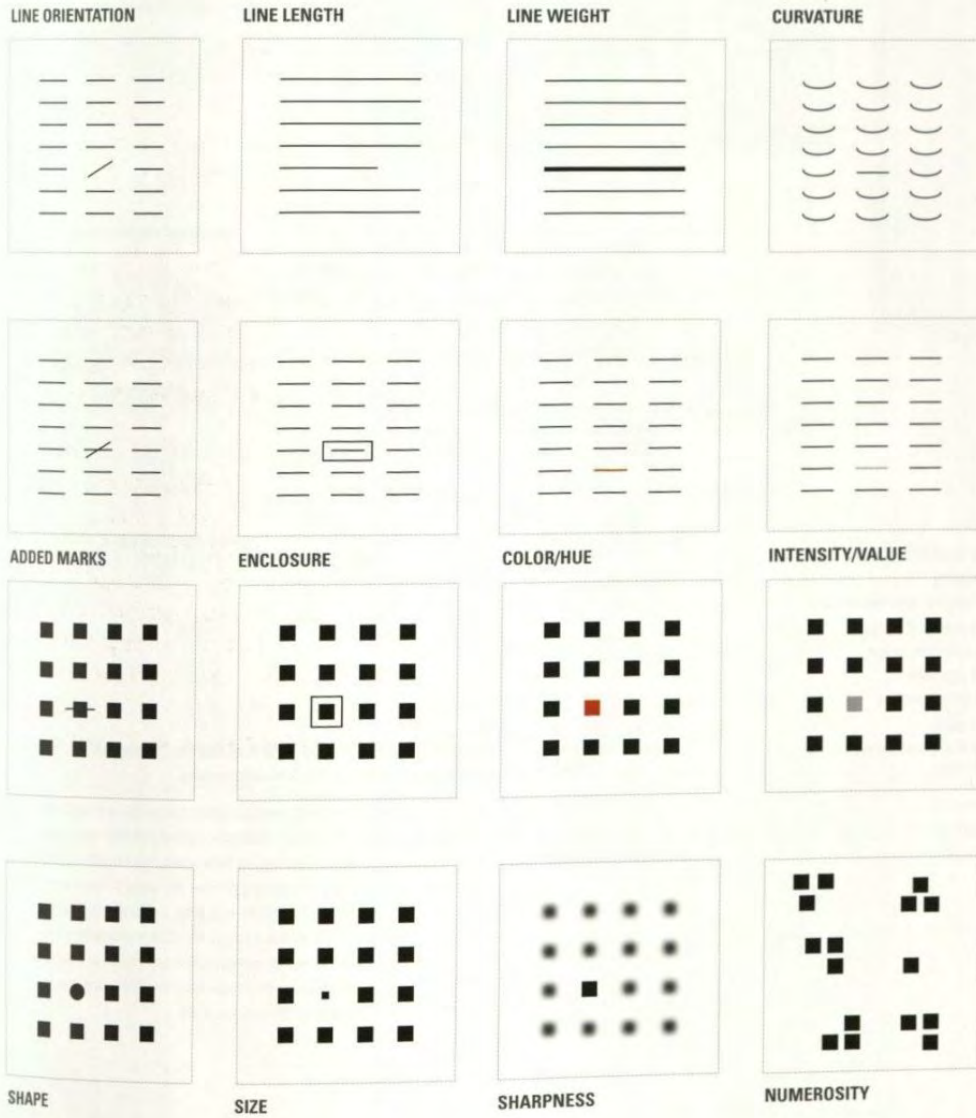 LINE ORIENTATION
LINE LENGTH
LINE WEIGHT
CURVATURE
ADDED MARKS
ENCLOSURE
COLOR/HUE
INTENSITY/VALUE
SHAPE
SIZE
SHARPNESS
NUMEROSITY